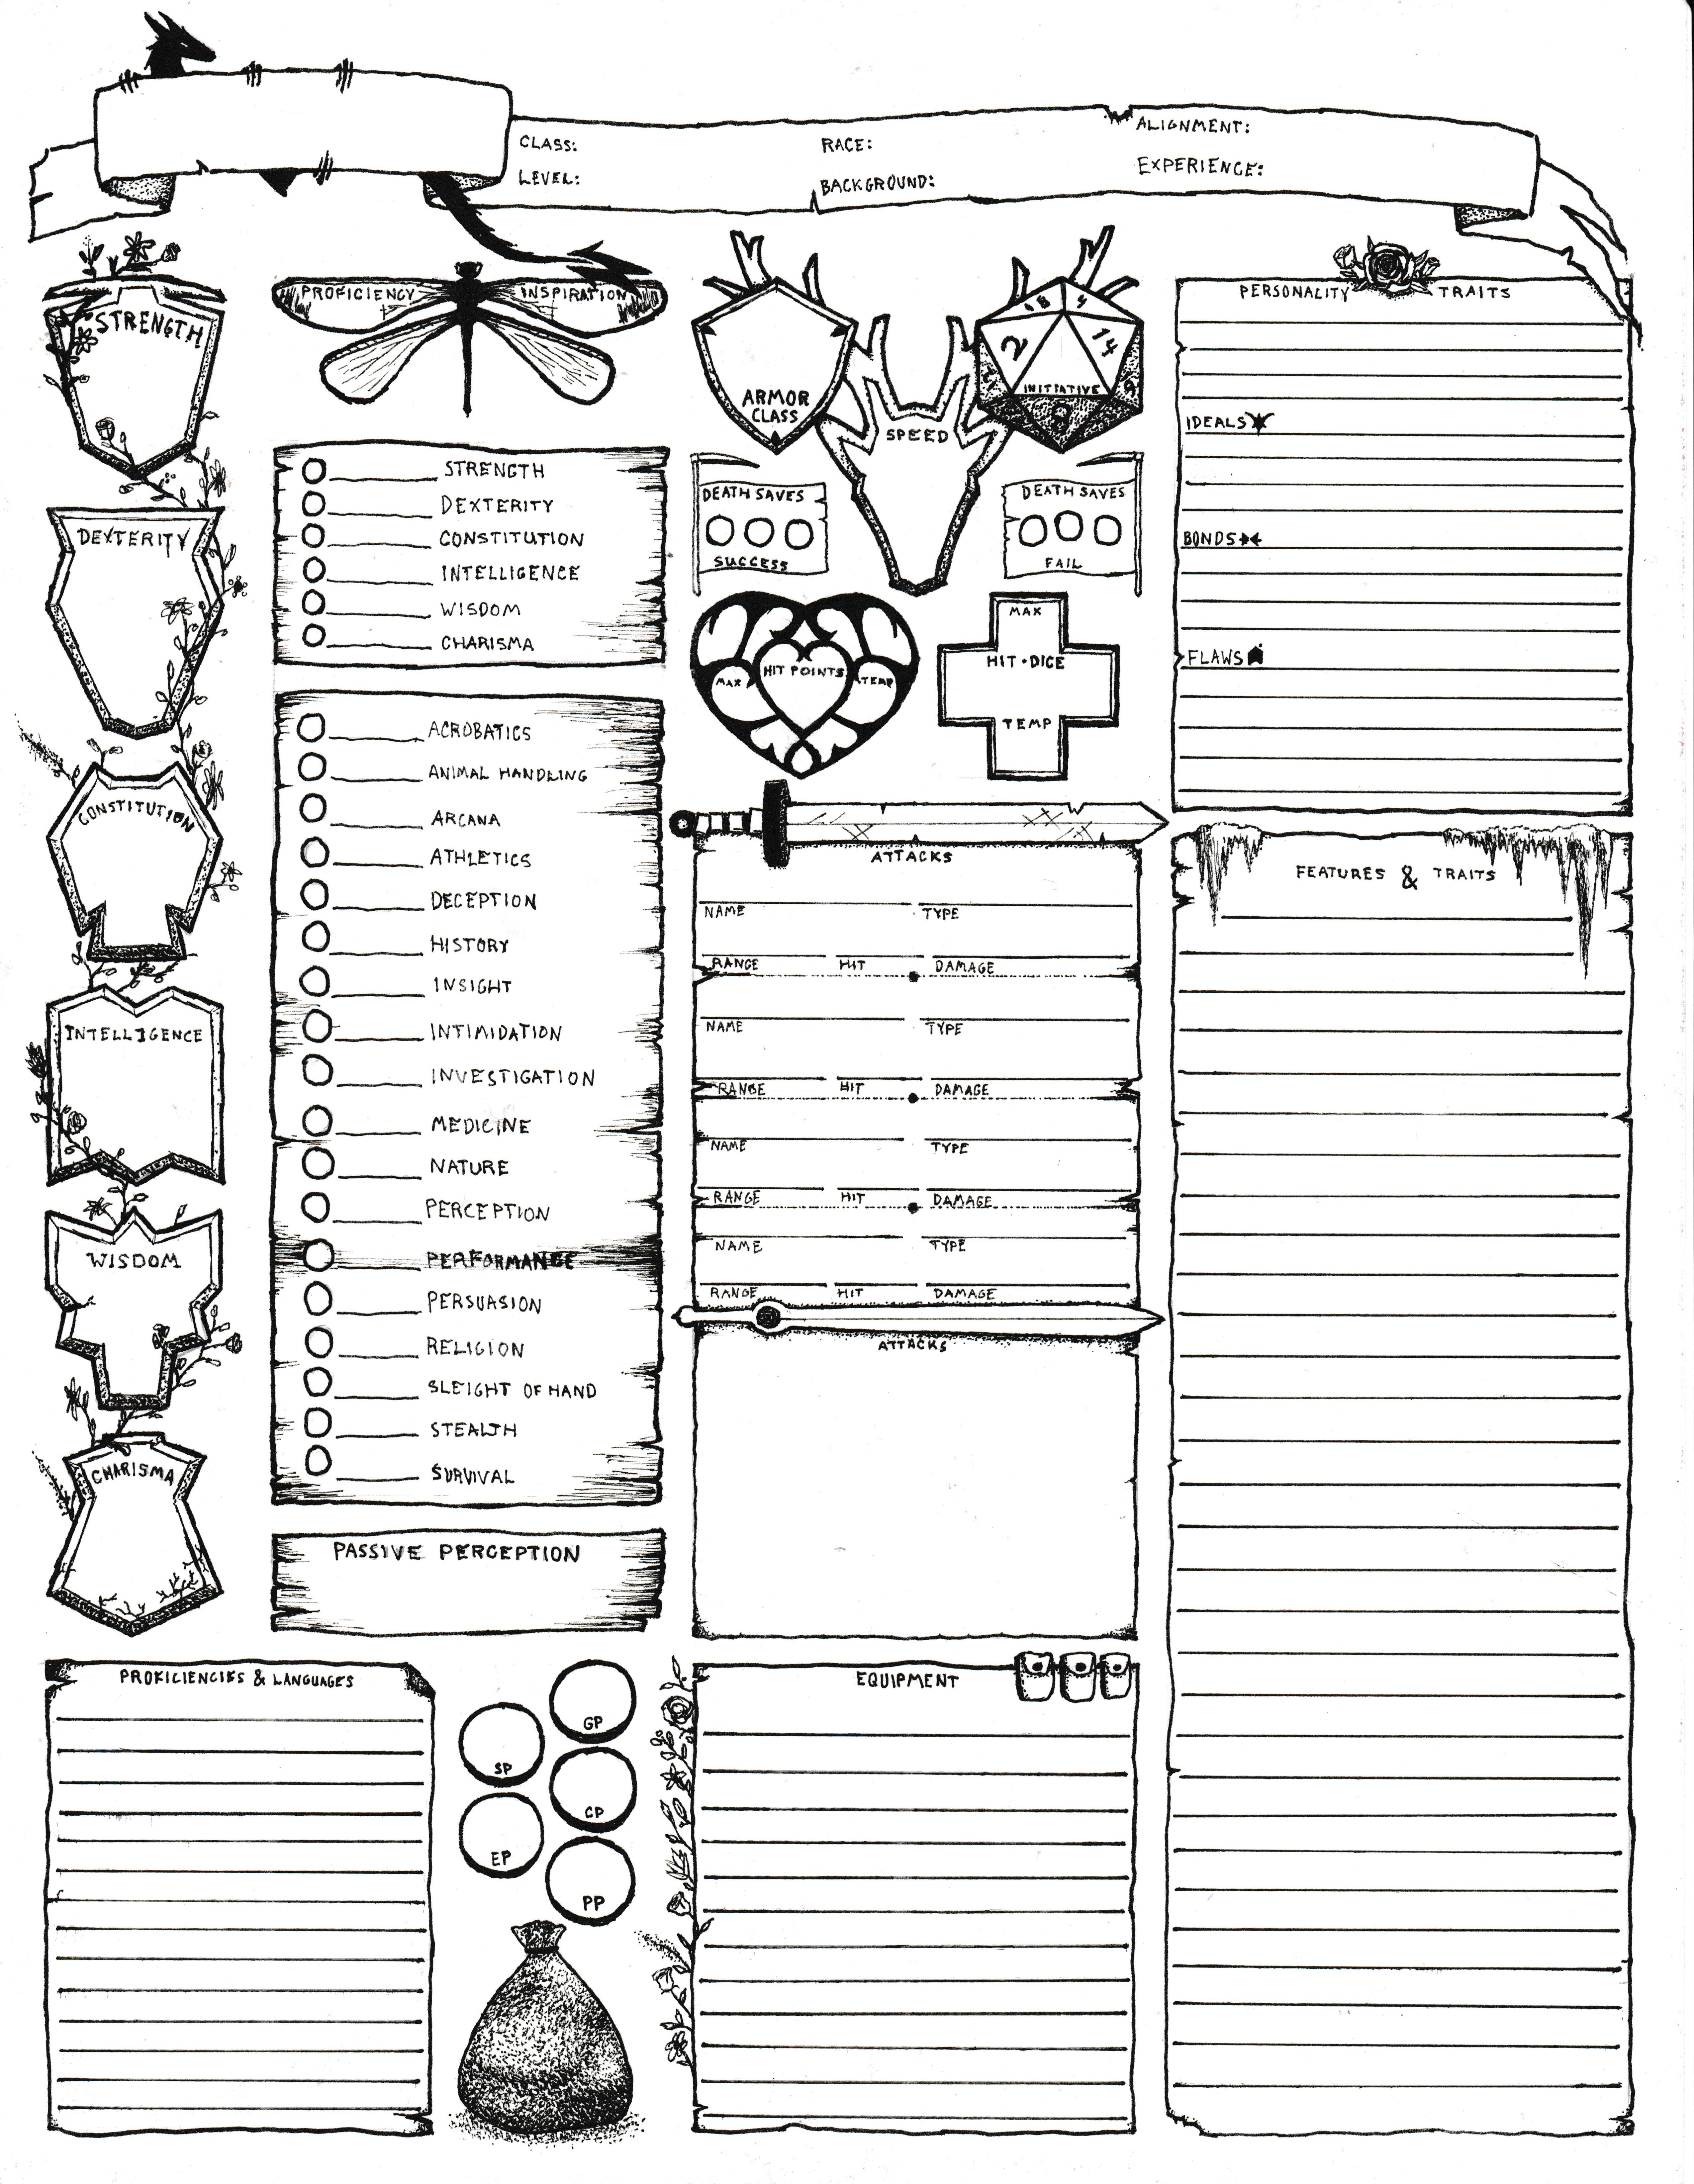 CLASS:
LEVEL:
RACE:
BACKGROUND:
ALIGNMENT:
EXPERIENCE:
STRENGTH
DEXTERITY
CONSTITUTION
INTELLIGENCE
WISDOM
CHARISMA
PROFICIENCY
INSPIRATION
STRENGTH
DEXTERITY
CONSTITUTION
INTELLIGENCE
WISDOM
CHARISMA
ACROBATICS
ANIMAL HANDLING
ARCANA
ATHLETICS
DECEPTION
HISTORY
INSIGHT
INTIMIDATION
INVESTIGATION
MEDICINE
NATURE
PERCEPTION
PERFORMANCE
PERSUASION
RELIGION
SLEIGHT OF HAND
STEALTH
SURVIVAL
PASSIVE PERCEPTION
ARMOR
CLASS
SPEED
18 4
2 14
INITIATIVE
8
DEATH SAVES
SUCCESS
DEATH SAVES
FAIL
HIT POINTS
MAX
TEMP
MAX
HIT · DICE
TEMP
ATTACKS
NAME TYPE
RANGE HIT DAMAGE
NAME TYPE
RANGE HIT DAMAGE
NAME TYPE
RANGE HIT DAMAGE
NAME TYPE
RANGE HIT DAMAGE
ATTACKS
PERSONALITY TRAITS
IDEALS
BONDS
FLAWS
FEATURES & TRAITS
PROFICIENCIES & LANGUAGES
GP
SP
CP
EP
PP
EQUIPMENT